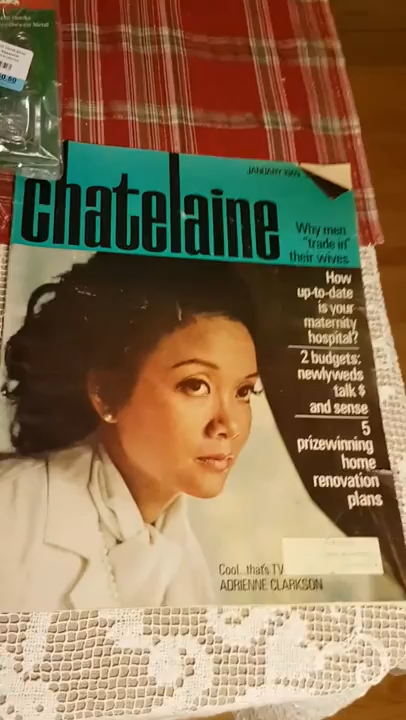 chatelaine
JANUARY 1969
Why men
"trade in"
their wives
How
up-to-date
is your
maternity
hospital?
2 budgets:
newlyweds
talk $
and sense
5
prizewinning
home
renovation
plans
Cool...that's TV
ADRIENNE CLARKSON